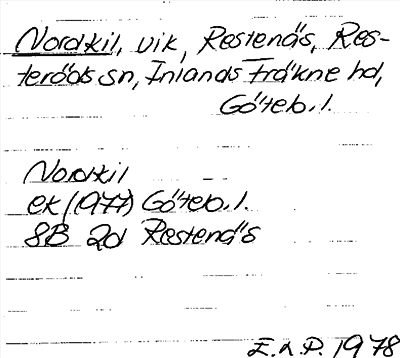 Nordkil, vik, Restenäs, Res-
teröds sn, Inlands Fräkne hd,
Göteb. l.
Nordkil
ek (1977) Göteb. l.
8B 2d Restenäs
E.L.P. 1978